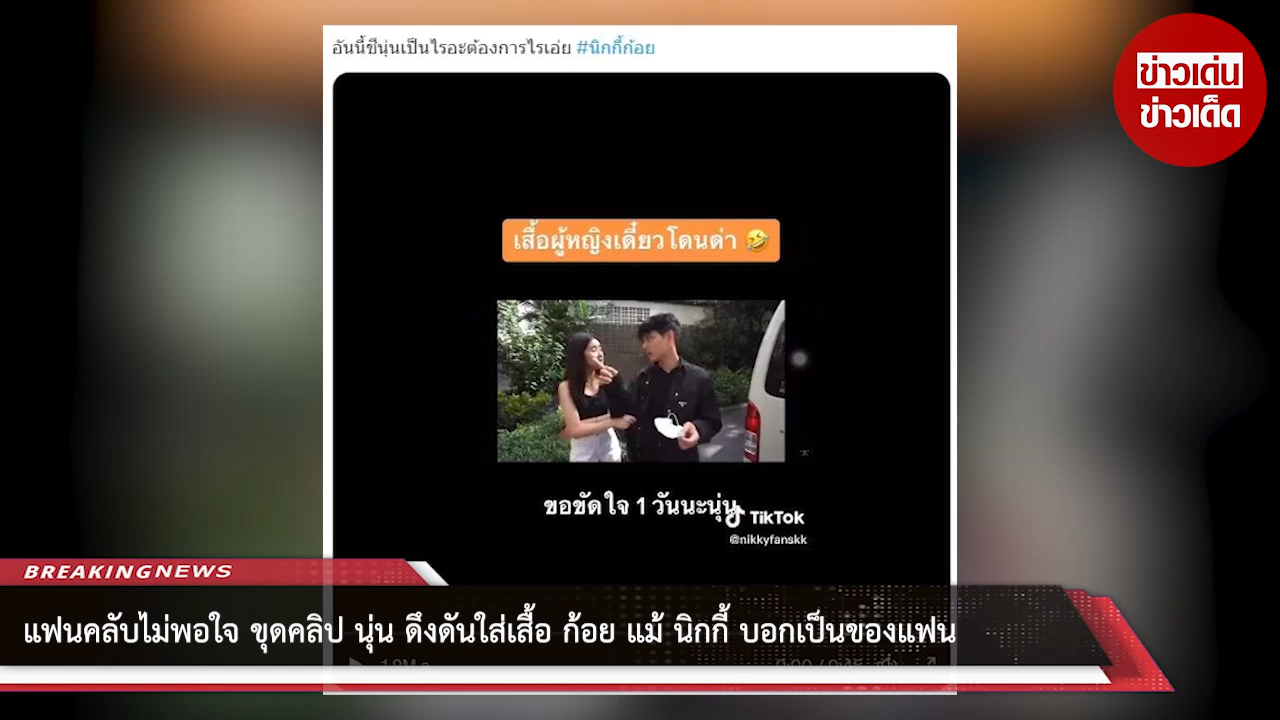 อันนี้ชีนุ่นเป็นไรอะต้องการไรเอ่ย #นิกกี้ก้อย
ข่าวเด่น
ข่าวเด็ด
เสื้อผู้หญิงเดี๋ยวโดนด่า 🤣
ขอขัดใจ 1 วันนะนุ่น
TikTok
@nikkyfanskk
BREAKINGNEWS
แฟนคลับไม่พอใจ ขุดคลิป นุ่น ดึงดันใส่เสื้อ ก้อย แม้ นิกกี้ บอกเป็นของแฟน